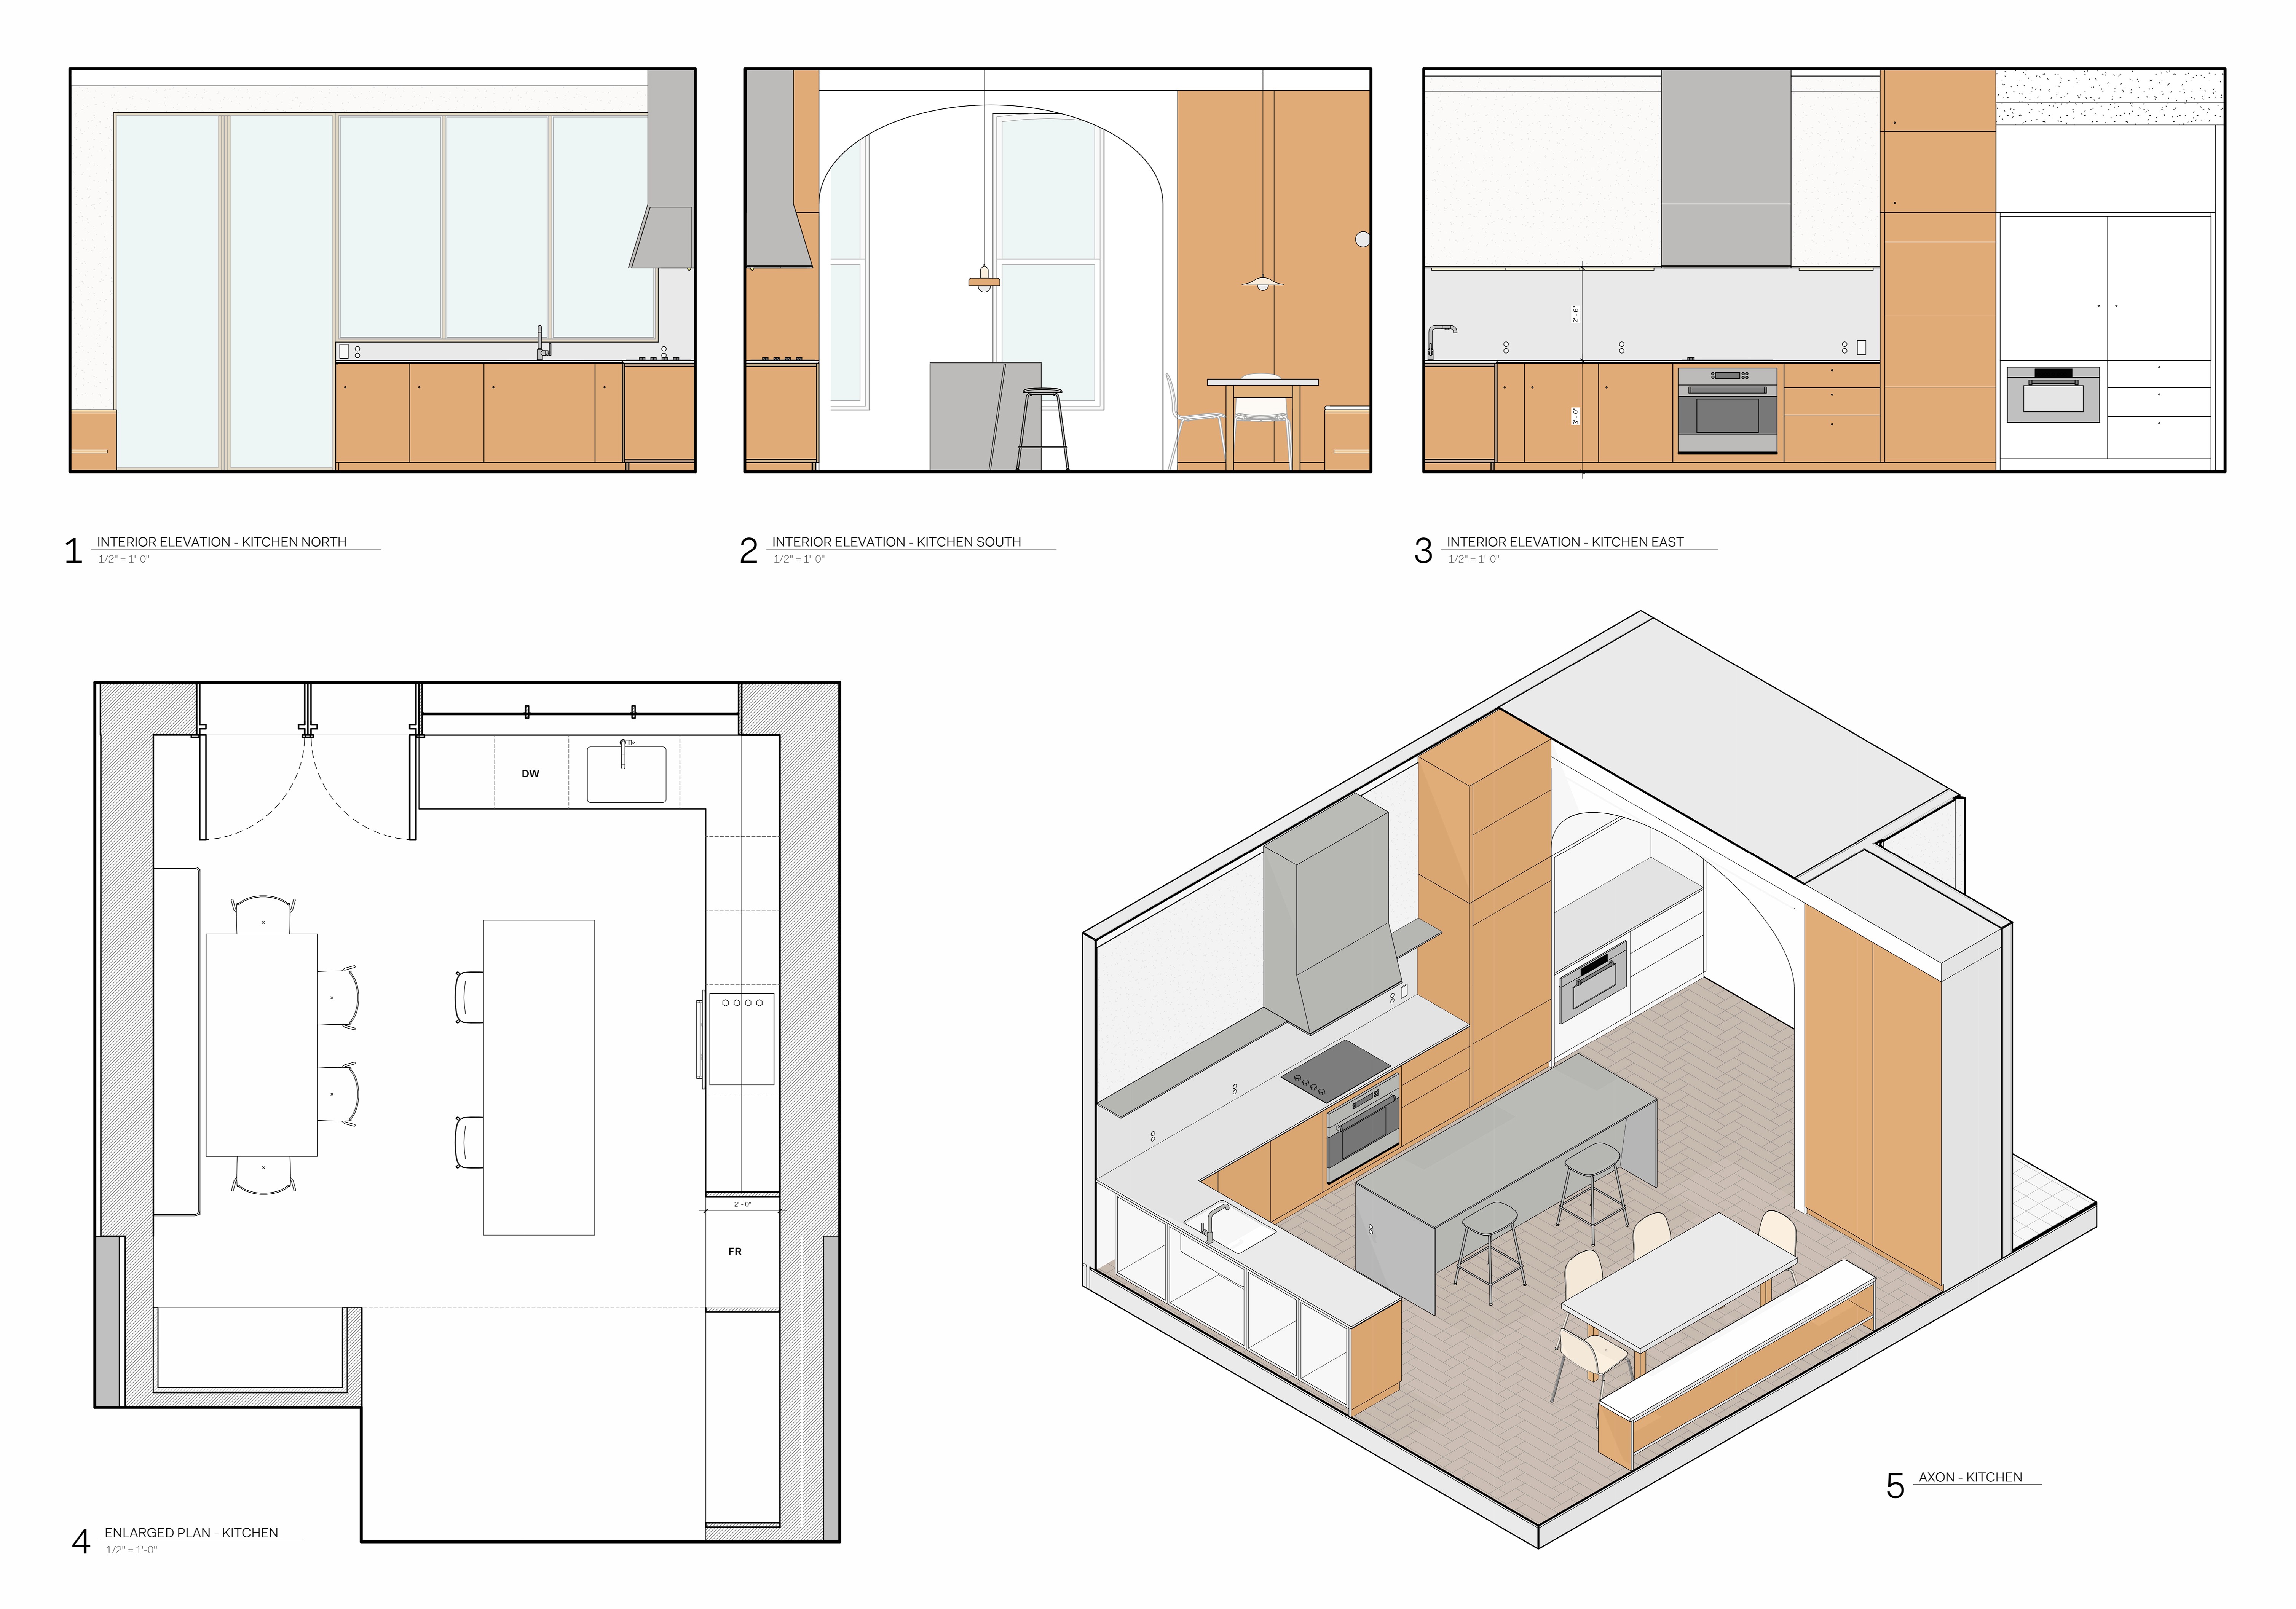 2' - 6"
3' - 0"
1 INTERIOR ELEVATION - KITCHEN NORTH
1/2" = 1'-0"
2 INTERIOR ELEVATION - KITCHEN SOUTH
1/2" = 1'-0"
3 INTERIOR ELEVATION - KITCHEN EAST
1/2" = 1'-0"
DW
2' - 0"
FR
4 ENLARGED PLAN - KITCHEN
1/2" = 1'-0"
5 AXON - KITCHEN